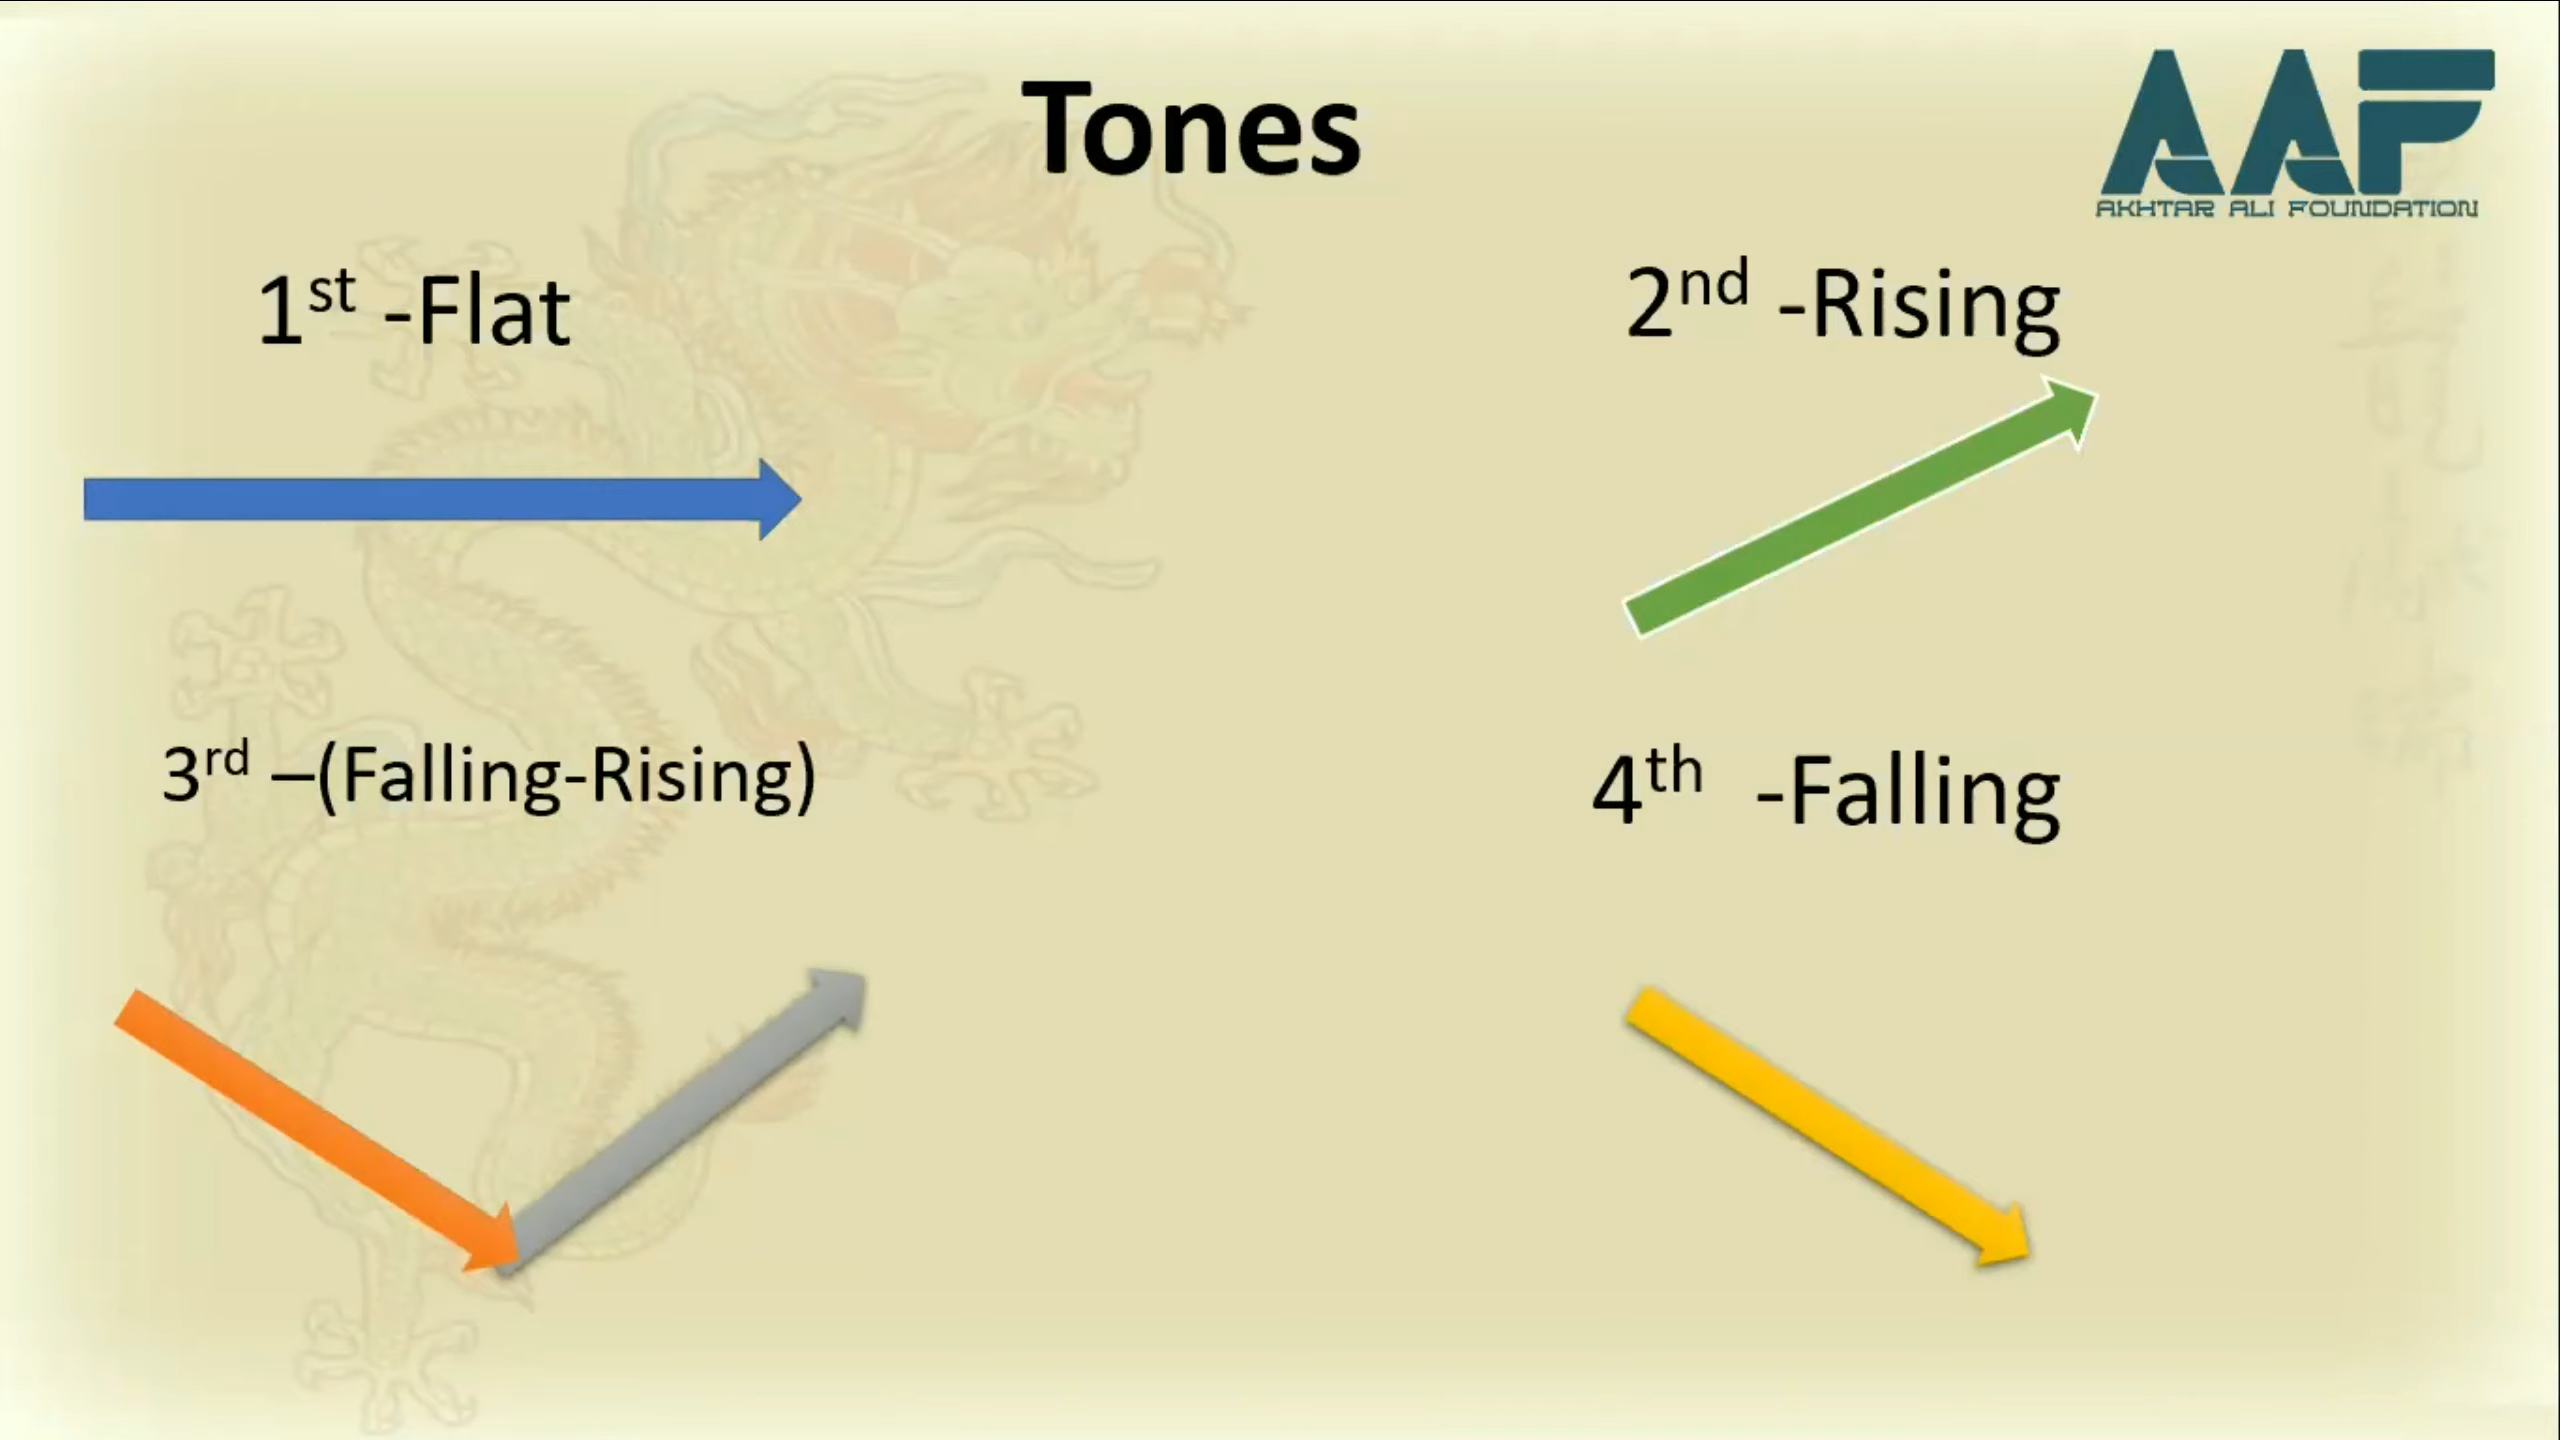 Tones
AAF
AKHTAR ALI FOUNDATION
1st -Flat
2nd -Rising
3rd –(Falling-Rising)
4th -Falling